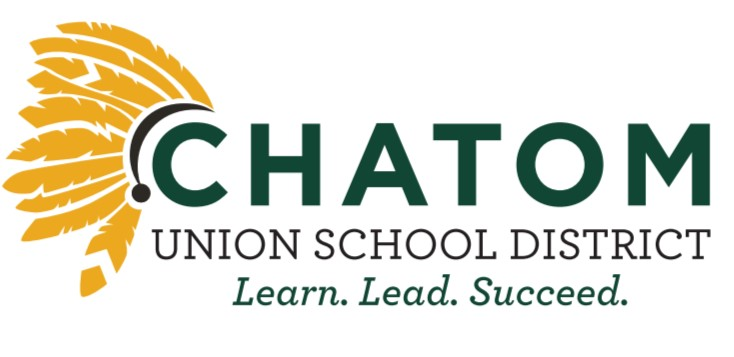 CHATOM
UNION SCHOOL DISTRICT
Learn. Lead. Succeed.